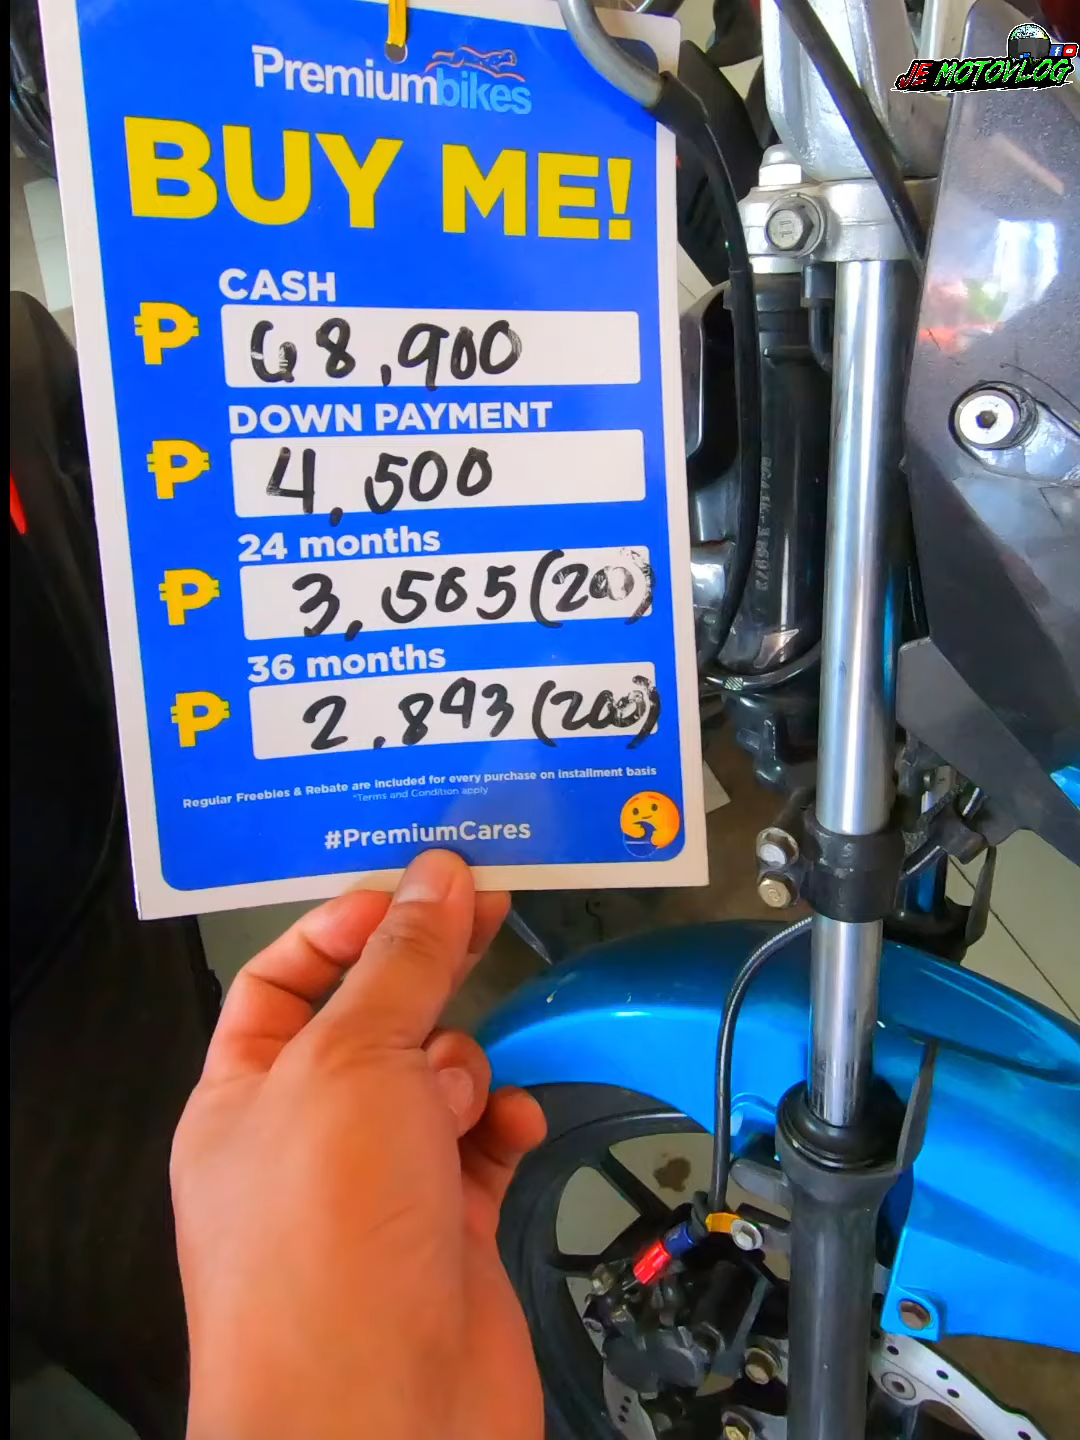 JE MOTOVLOG
Premiumbikes
BUY ME!
CASH
₱ 68,900
DOWN PAYMENT
₱ 4,500
24 months
₱ 3,565 (200)
36 months
₱ 2,893 (200)
Regular Freebies & Rebate are included for every purchase on installment basis
*Terms and Condition apply
#PremiumCares